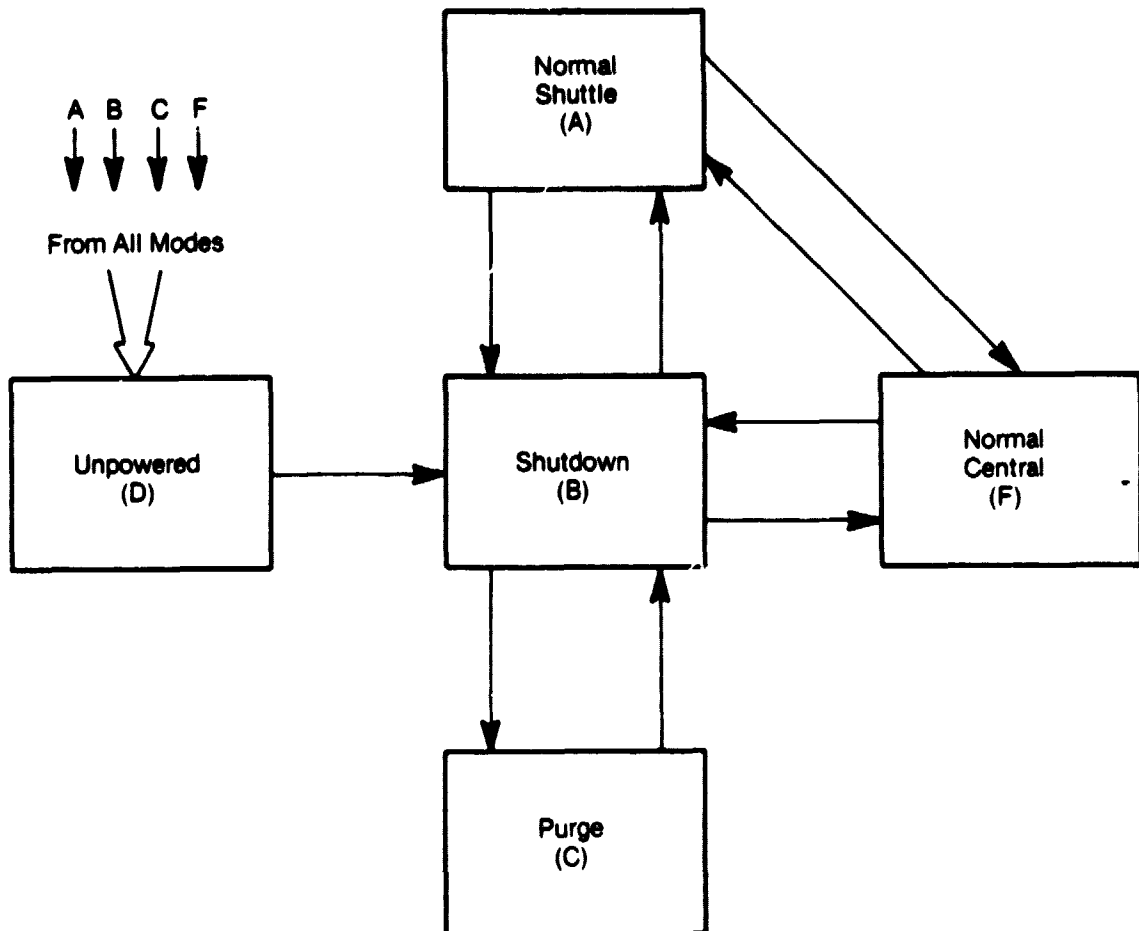 Normal
Shuttle
(A)
A B C F
From All Modes
Unpowered
(D)
Shutdown
(B)
Normal
Central
(F)
Purge
(C)